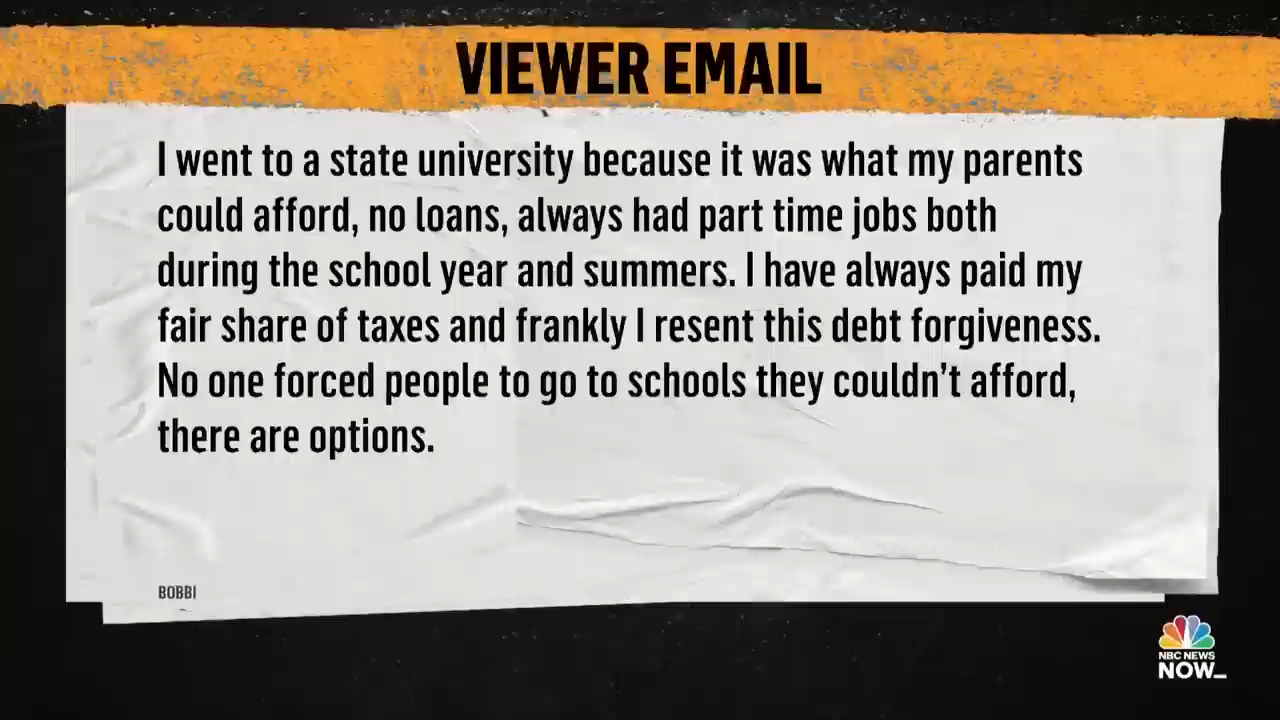 VIEWER EMAIL
I went to a state university because it was what my parents
could afford, no loans, always had part time jobs both
during the school year and summers. I have always paid my
fair share of taxes and frankly I resent this debt forgiveness.
No one forced people to go to schools they couldn't afford,
there are options.
BOBBI
NBC NEWS
NOW_